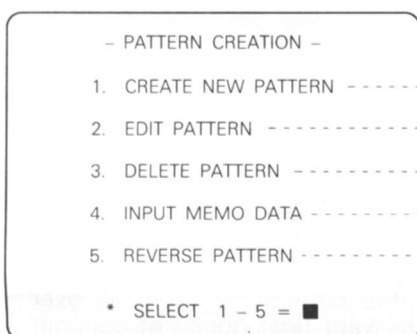 – PATTERN CREATION –
1. CREATE NEW PATTERN - - - - - -
2. EDIT PATTERN - - - - - - - - - - -
3. DELETE PATTERN - - - - - - - - - -
4. INPUT MEMO DATA - - - - - - - - -
5. REVERSE PATTERN - - - - - - - - -
* SELECT 1 – 5 = ■